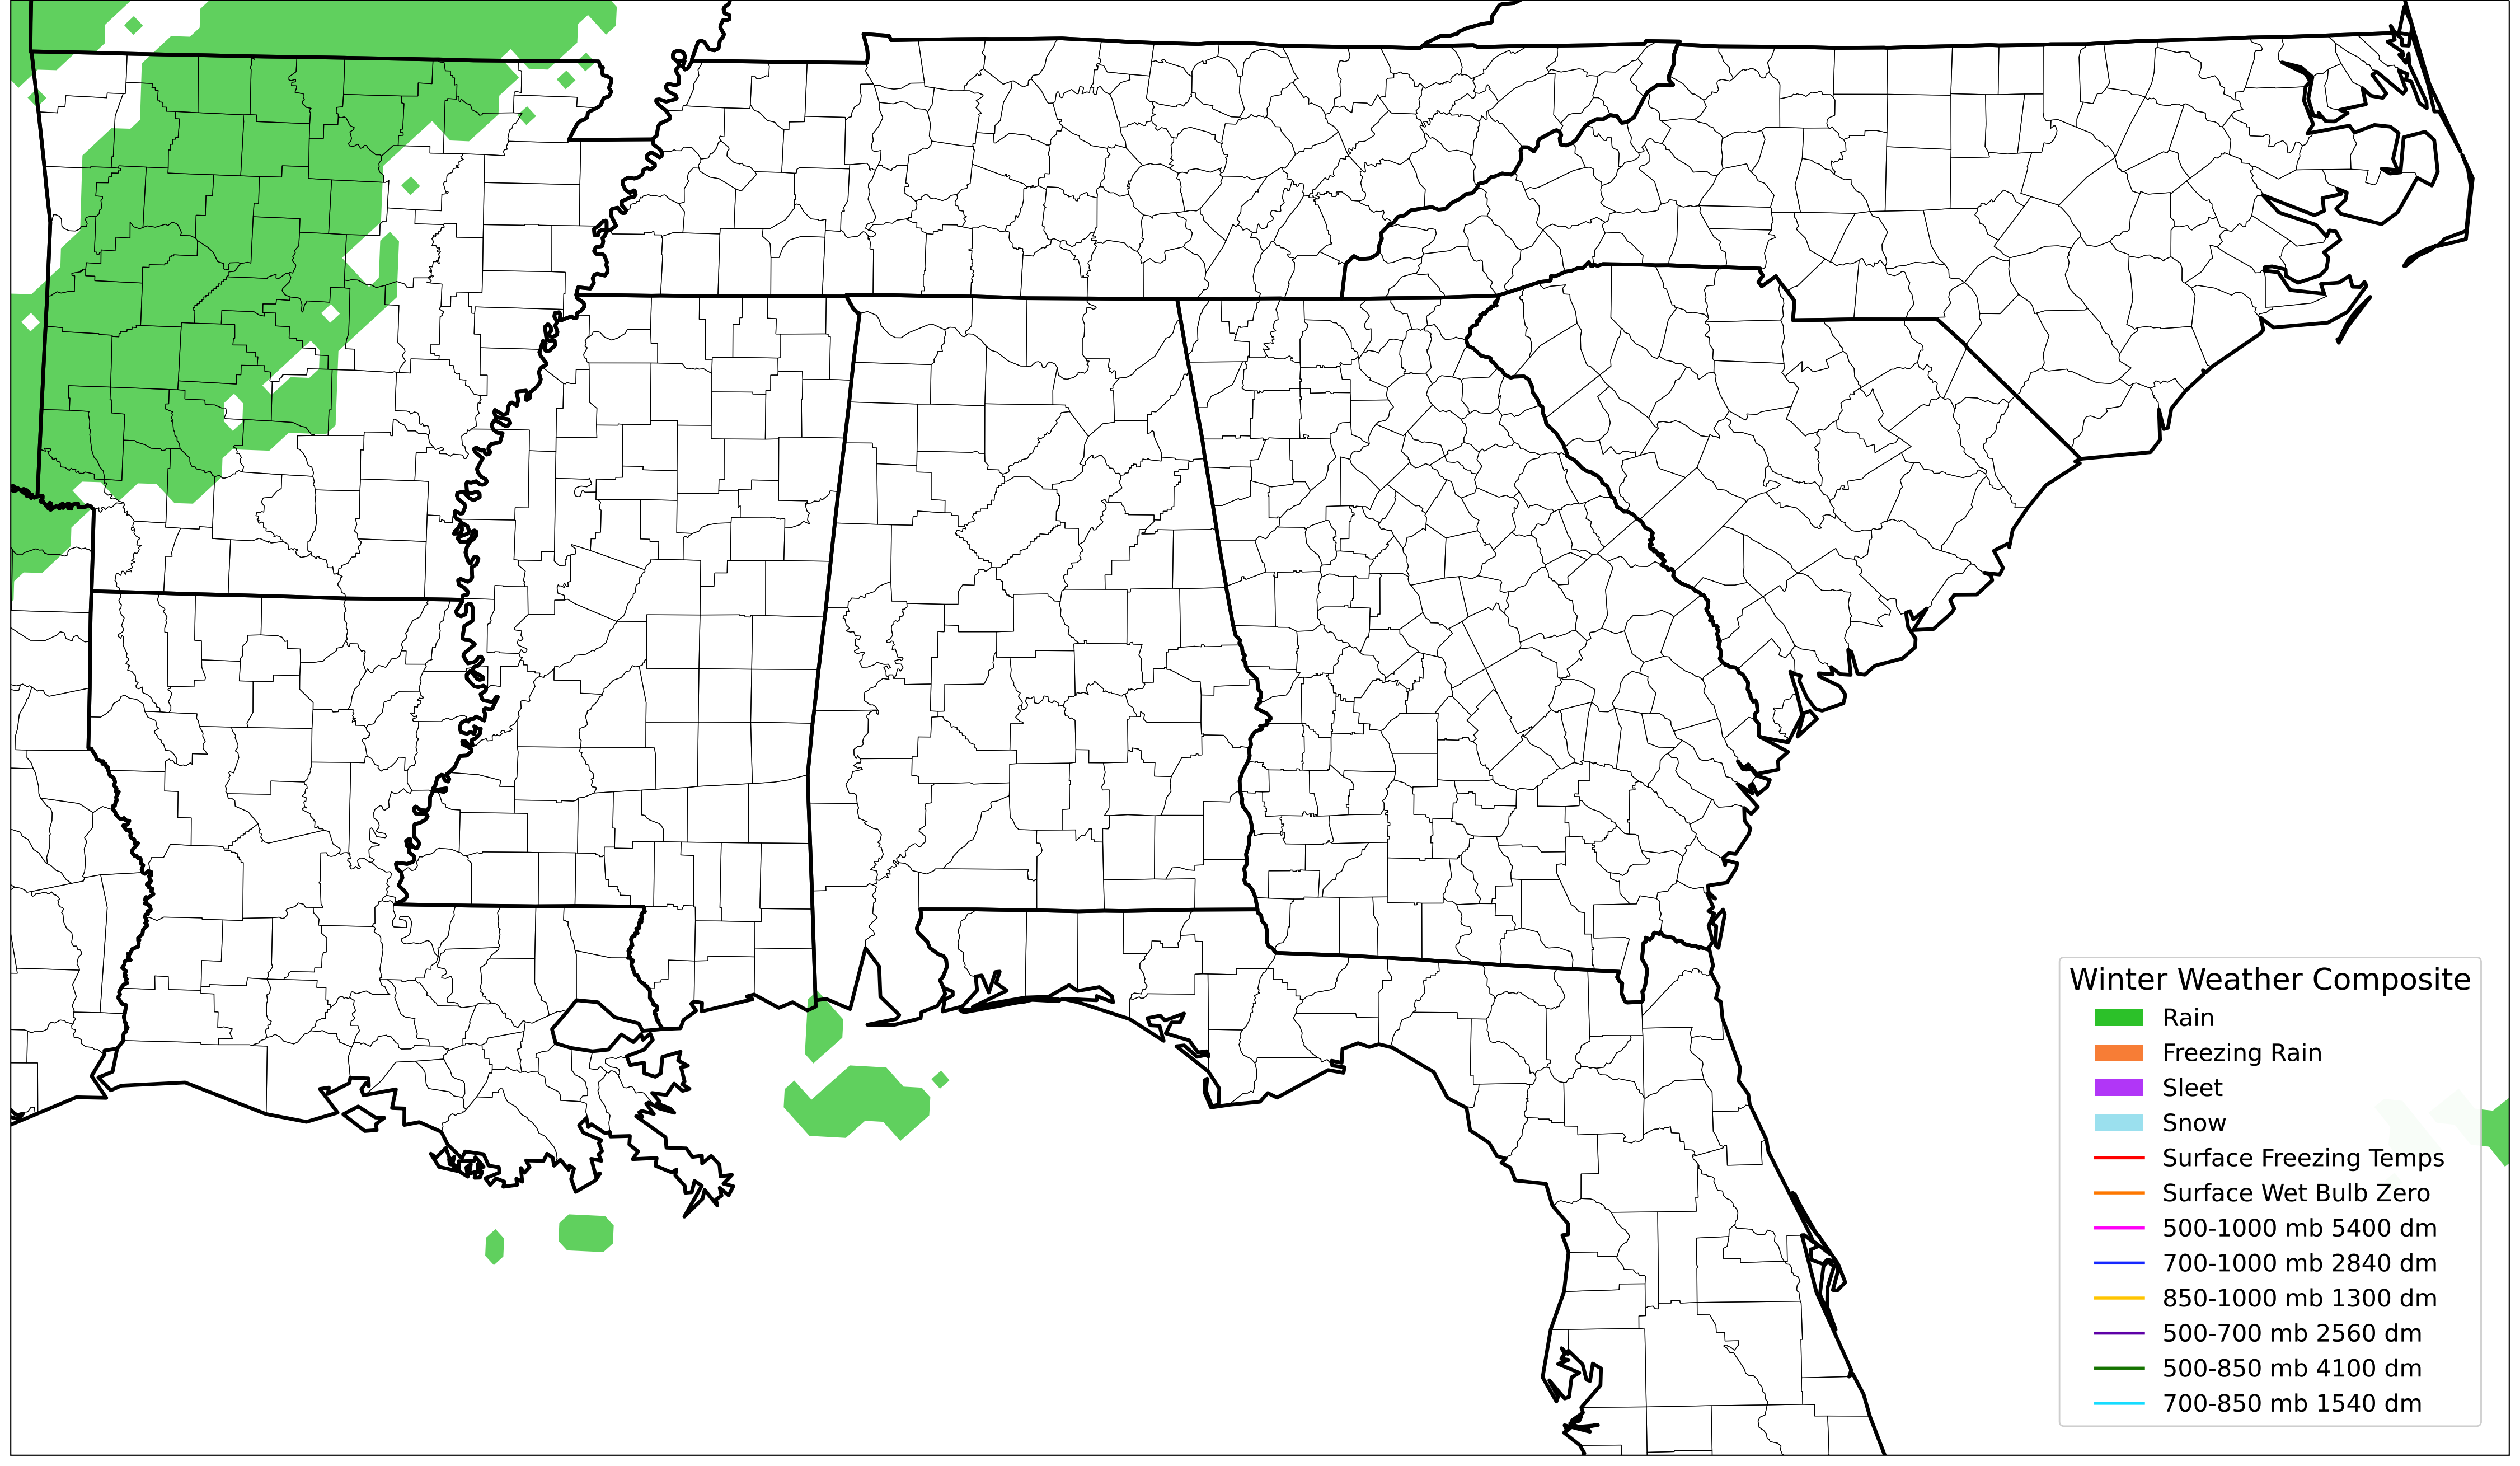 Winter Weather Composite
Rain
Freezing Rain
Sleet
Snow
Surface Freezing Temps
Surface Wet Bulb Zero
500-1000 mb 5400 dm
700-1000 mb 2840 dm
850-1000 mb 1300 dm
500-700 mb 2560 dm
500-850 mb 4100 dm
700-850 mb 1540 dm